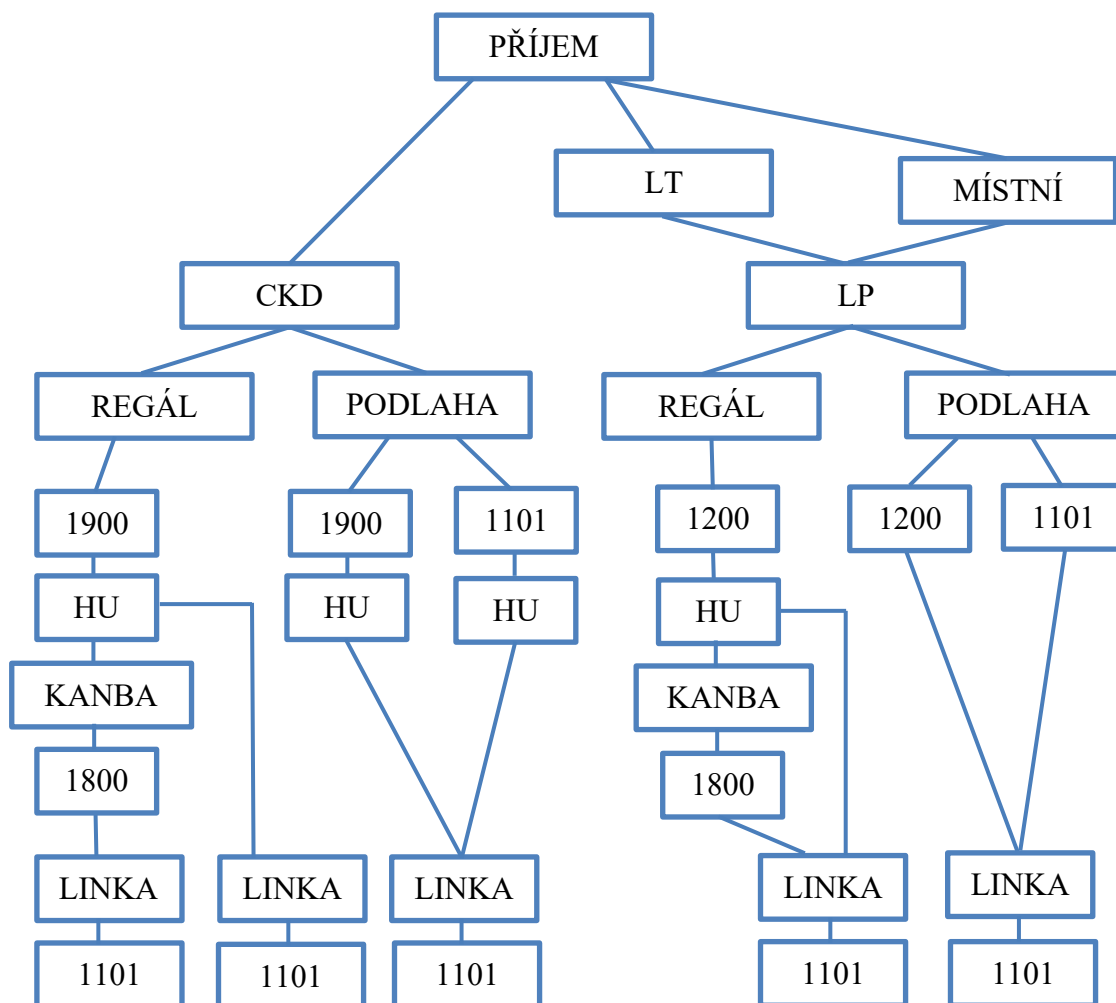 PŘÍJEM
LT
MÍSTNÍ
CKD
LP
REGÁL
PODLAHA
REGÁL
PODLAHA
1900
1900
1101
1200
1200
1101
HU
HU
HU
HU
KANBA
KANBA
1800
1800
LINKA
LINKA
LINKA
LINKA
LINKA
1101
1101
1101
1101
1101